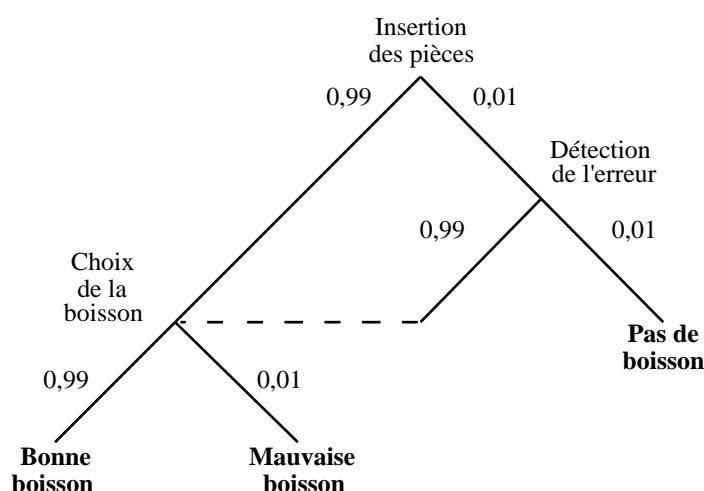 Insertion
des pièces
0,99
0,01
Détection
de l'erreur
0,99
0,01
Choix
de la
boisson
Pas de
boisson
0,99
0,01
Bonne
boisson
Mauvaise
boisson